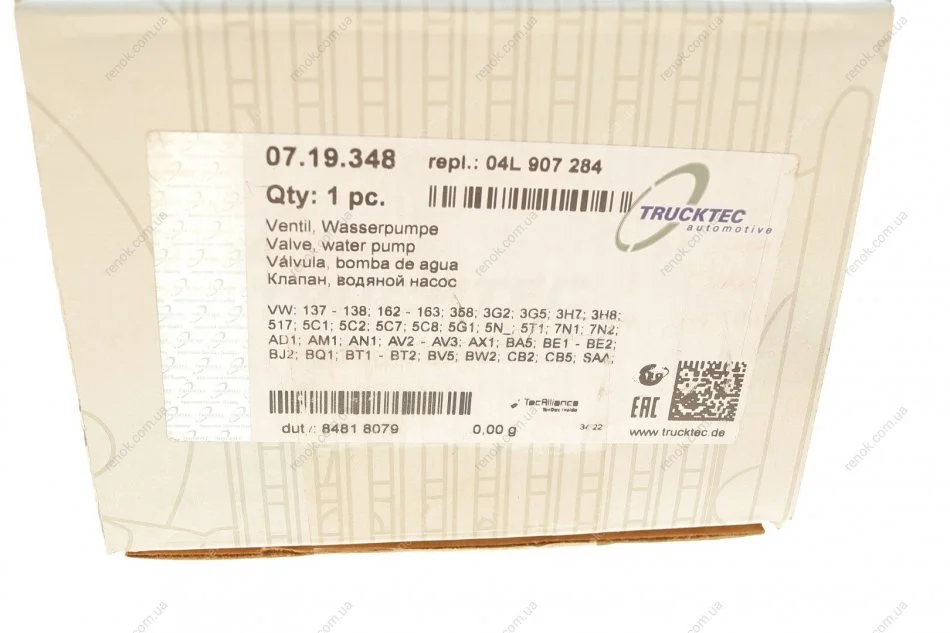 07.19.348 repl.: 04L 907 284
Qty: 1 pc.
TRUCKTEC
automotive
Ventil, Wasserpumpe
Valve, water pump
Válvula, bomba de agua
Клапан, водяной насос
VW: 137 - 138; 162 - 163; 358; 3G2; 3G5; 3H7; 3H8;
517; 5C1; 5C2; 5C7; 5C8; 5G1; 5N_; 5T1; 7N1; 7N2;
AD1; AM1; AN1; AV2 - AV3; AX1; BA5; BE1 - BE2;
BJ2; BQ1; BT1 - BT2; BV5; BW2; CB2; CB5; SAA;
TecAlliance
EAC
8481 8079 0,00 g
www.trucktec.de
renok.com.ua